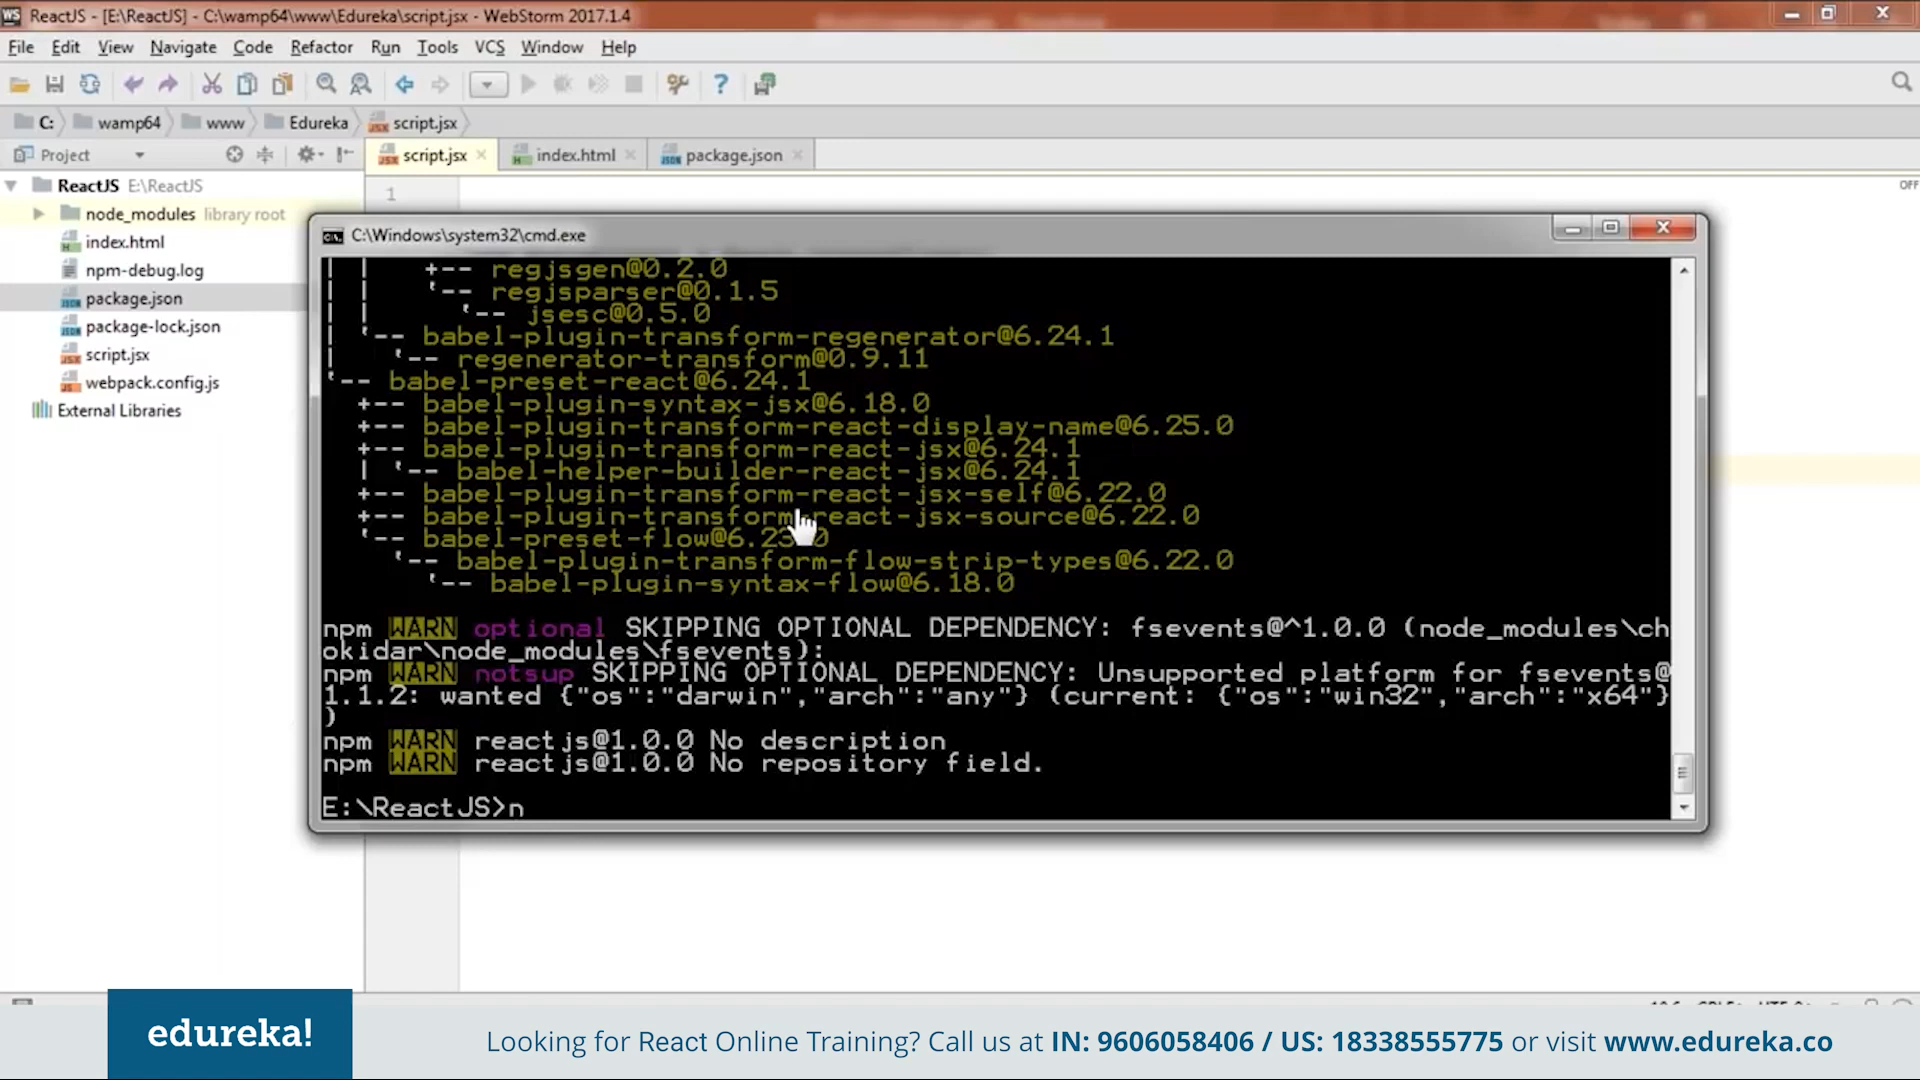 ReactJS - [E:\ReactJS] - C:\wamp64\www\Edureka\script.jsx - WebStorm 2017.1.4
File Edit View Navigate Code Refactor Run Tools VCS Window Help
C: wamp64 www Edureka script.jsx
Project
script.jsx index.html package.json
ReactJS E:\ReactJS
1
OFF
node_modules library root
index.html
npm-debug.log
package.json
package-lock.json
script.jsx
webpack.config.js
External Libraries
C:\Windows\system32\cmd.exe
| | +-- regjsgen@0.2.0
| | '-- regjsparser@0.1.5
| | '-- jsesc@0.5.0
| '-- babel-plugin-transform-regenerator@6.24.1
| '-- regenerator-transform@0.9.11
'-- babel-preset-react@6.24.1
+-- babel-plugin-syntax-jsx@6.18.0
+-- babel-plugin-transform-react-display-name@6.25.0
+-- babel-plugin-transform-react-jsx@6.24.1
| '-- babel-helper-builder-react-jsx@6.24.1
+-- babel-plugin-transform-react-jsx-self@6.22.0
+-- babel-plugin-transform-react-jsx-source@6.22.0
'-- babel-preset-flow@6.23.0
'-- babel-plugin-transform-flow-strip-types@6.22.0
'-- babel-plugin-syntax-flow@6.18.0
npm WARN optional SKIPPING OPTIONAL DEPENDENCY: fsevents@^1.0.0 (node_modules\ch
okidar\node_modules\fsevents):
npm WARN notsup SKIPPING OPTIONAL DEPENDENCY: Unsupported platform for fsevents@
1.1.2: wanted {"os":"darwin","arch":"any"} (current: {"os":"win32","arch":"x64"}
)
npm WARN reactjs@1.0.0 No description
npm WARN reactjs@1.0.0 No repository field.
E:\ReactJS>n
edureka!
Looking for React Online Training? Call us at IN: 9606058406 / US: 18338555775 or visit www.edureka.co